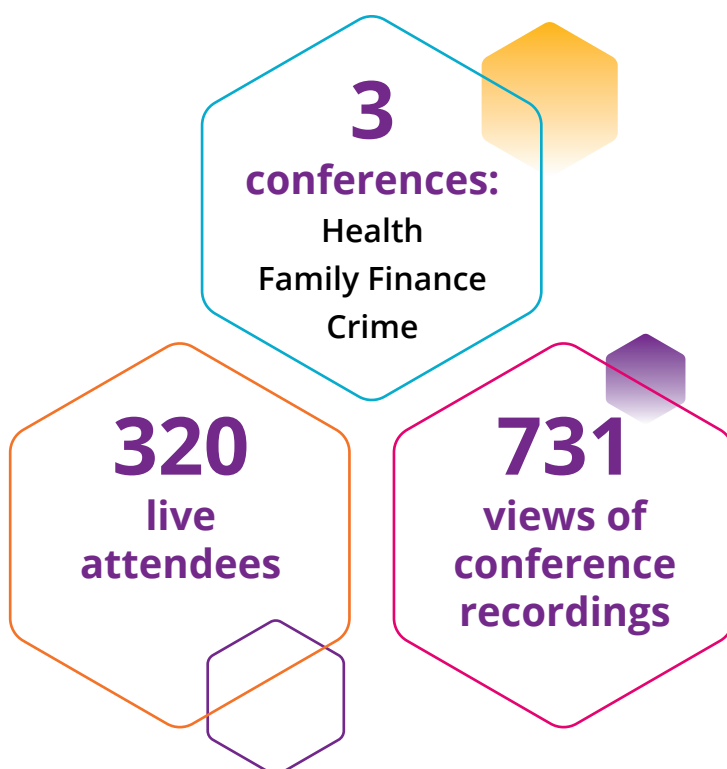 3
conferences:
Health
Family Finance
Crime
320
live
attendees
731
views of
conference
recordings